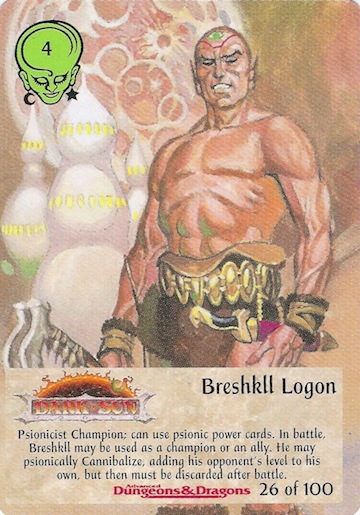 4
Breshkll Logon
DARK·SUN
Psionicist Champion; can use psionic power cards. In battle,
Breshkll may be used as a champion or an ally. He may
psionically Cannibalize, adding his opponent's level to his
own, but then must be discarded after battle.
Advanced
Dungeons&Dragons
26 of 100